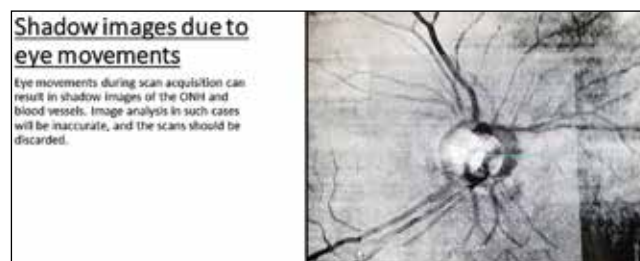 Shadow images due to
eye movements
Eye movements during scan acquisition can
result in shadow images of the ONH and
blood vessels. Image analysis in such cases
will be inaccurate, and the scans should be
discarded.